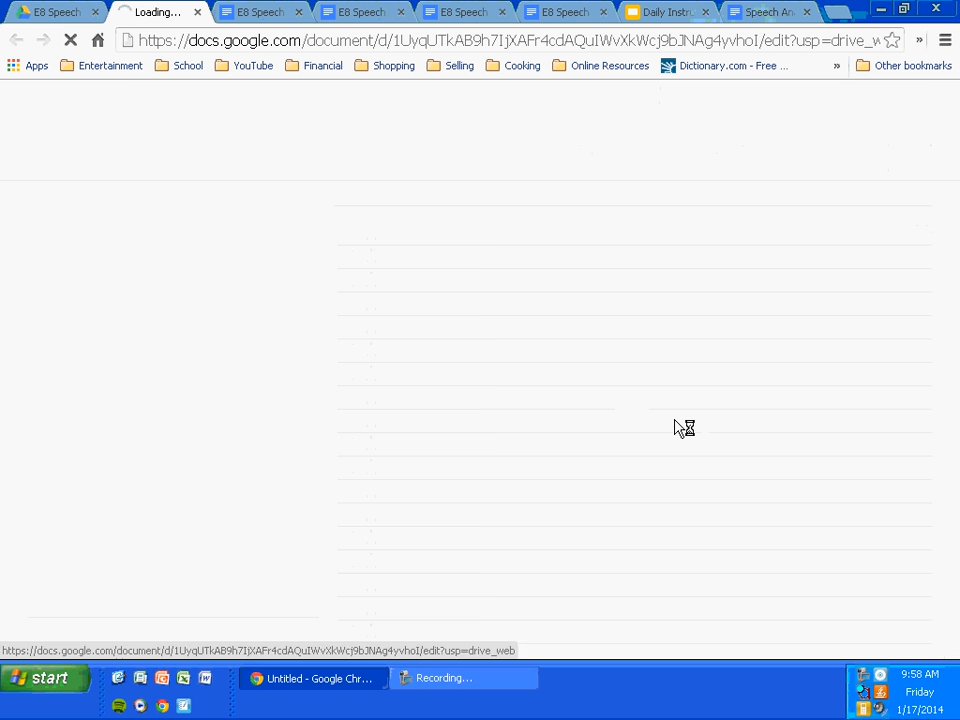 E8 Speech
Loading...
E8 Speech
E8 Speech
E8 Speech
E8 Speech
Daily Instru
Speech An
https://docs.google.com/document/d/1UyqUTkAB9h7IjXAFr4cdAQuIWvXkWcj9bJNAg4yvhoI/edit?usp=drive_w
»
Apps
Entertainment
School
YouTube
Financial
Shopping
Selling
Cooking
Online Resources
Dictionary.com - Free ...
»
Other bookmarks
https://docs.google.com/document/d/1UyqUTkAB9h7IjXAFr4cdAQuIWvXkWcj9bJNAg4yvhoI/edit?usp=drive_web
start
Untitled - Google Chr...
Recording...
9:58 AM
Friday
1/17/2014